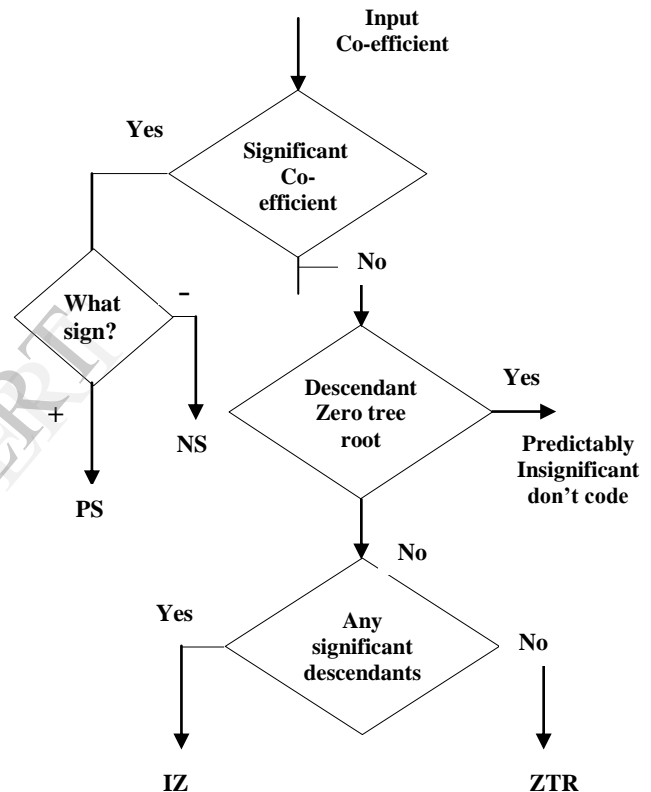 Input
Co-efficient
Yes
Significant
Co-
efficient
No
What
sign?
-
+
NS
PS
Descendant
Zero tree
root
Yes
Predictably
Insignificant
don't code
No
Any
significant
descendants
Yes
No
IZ
ZTR